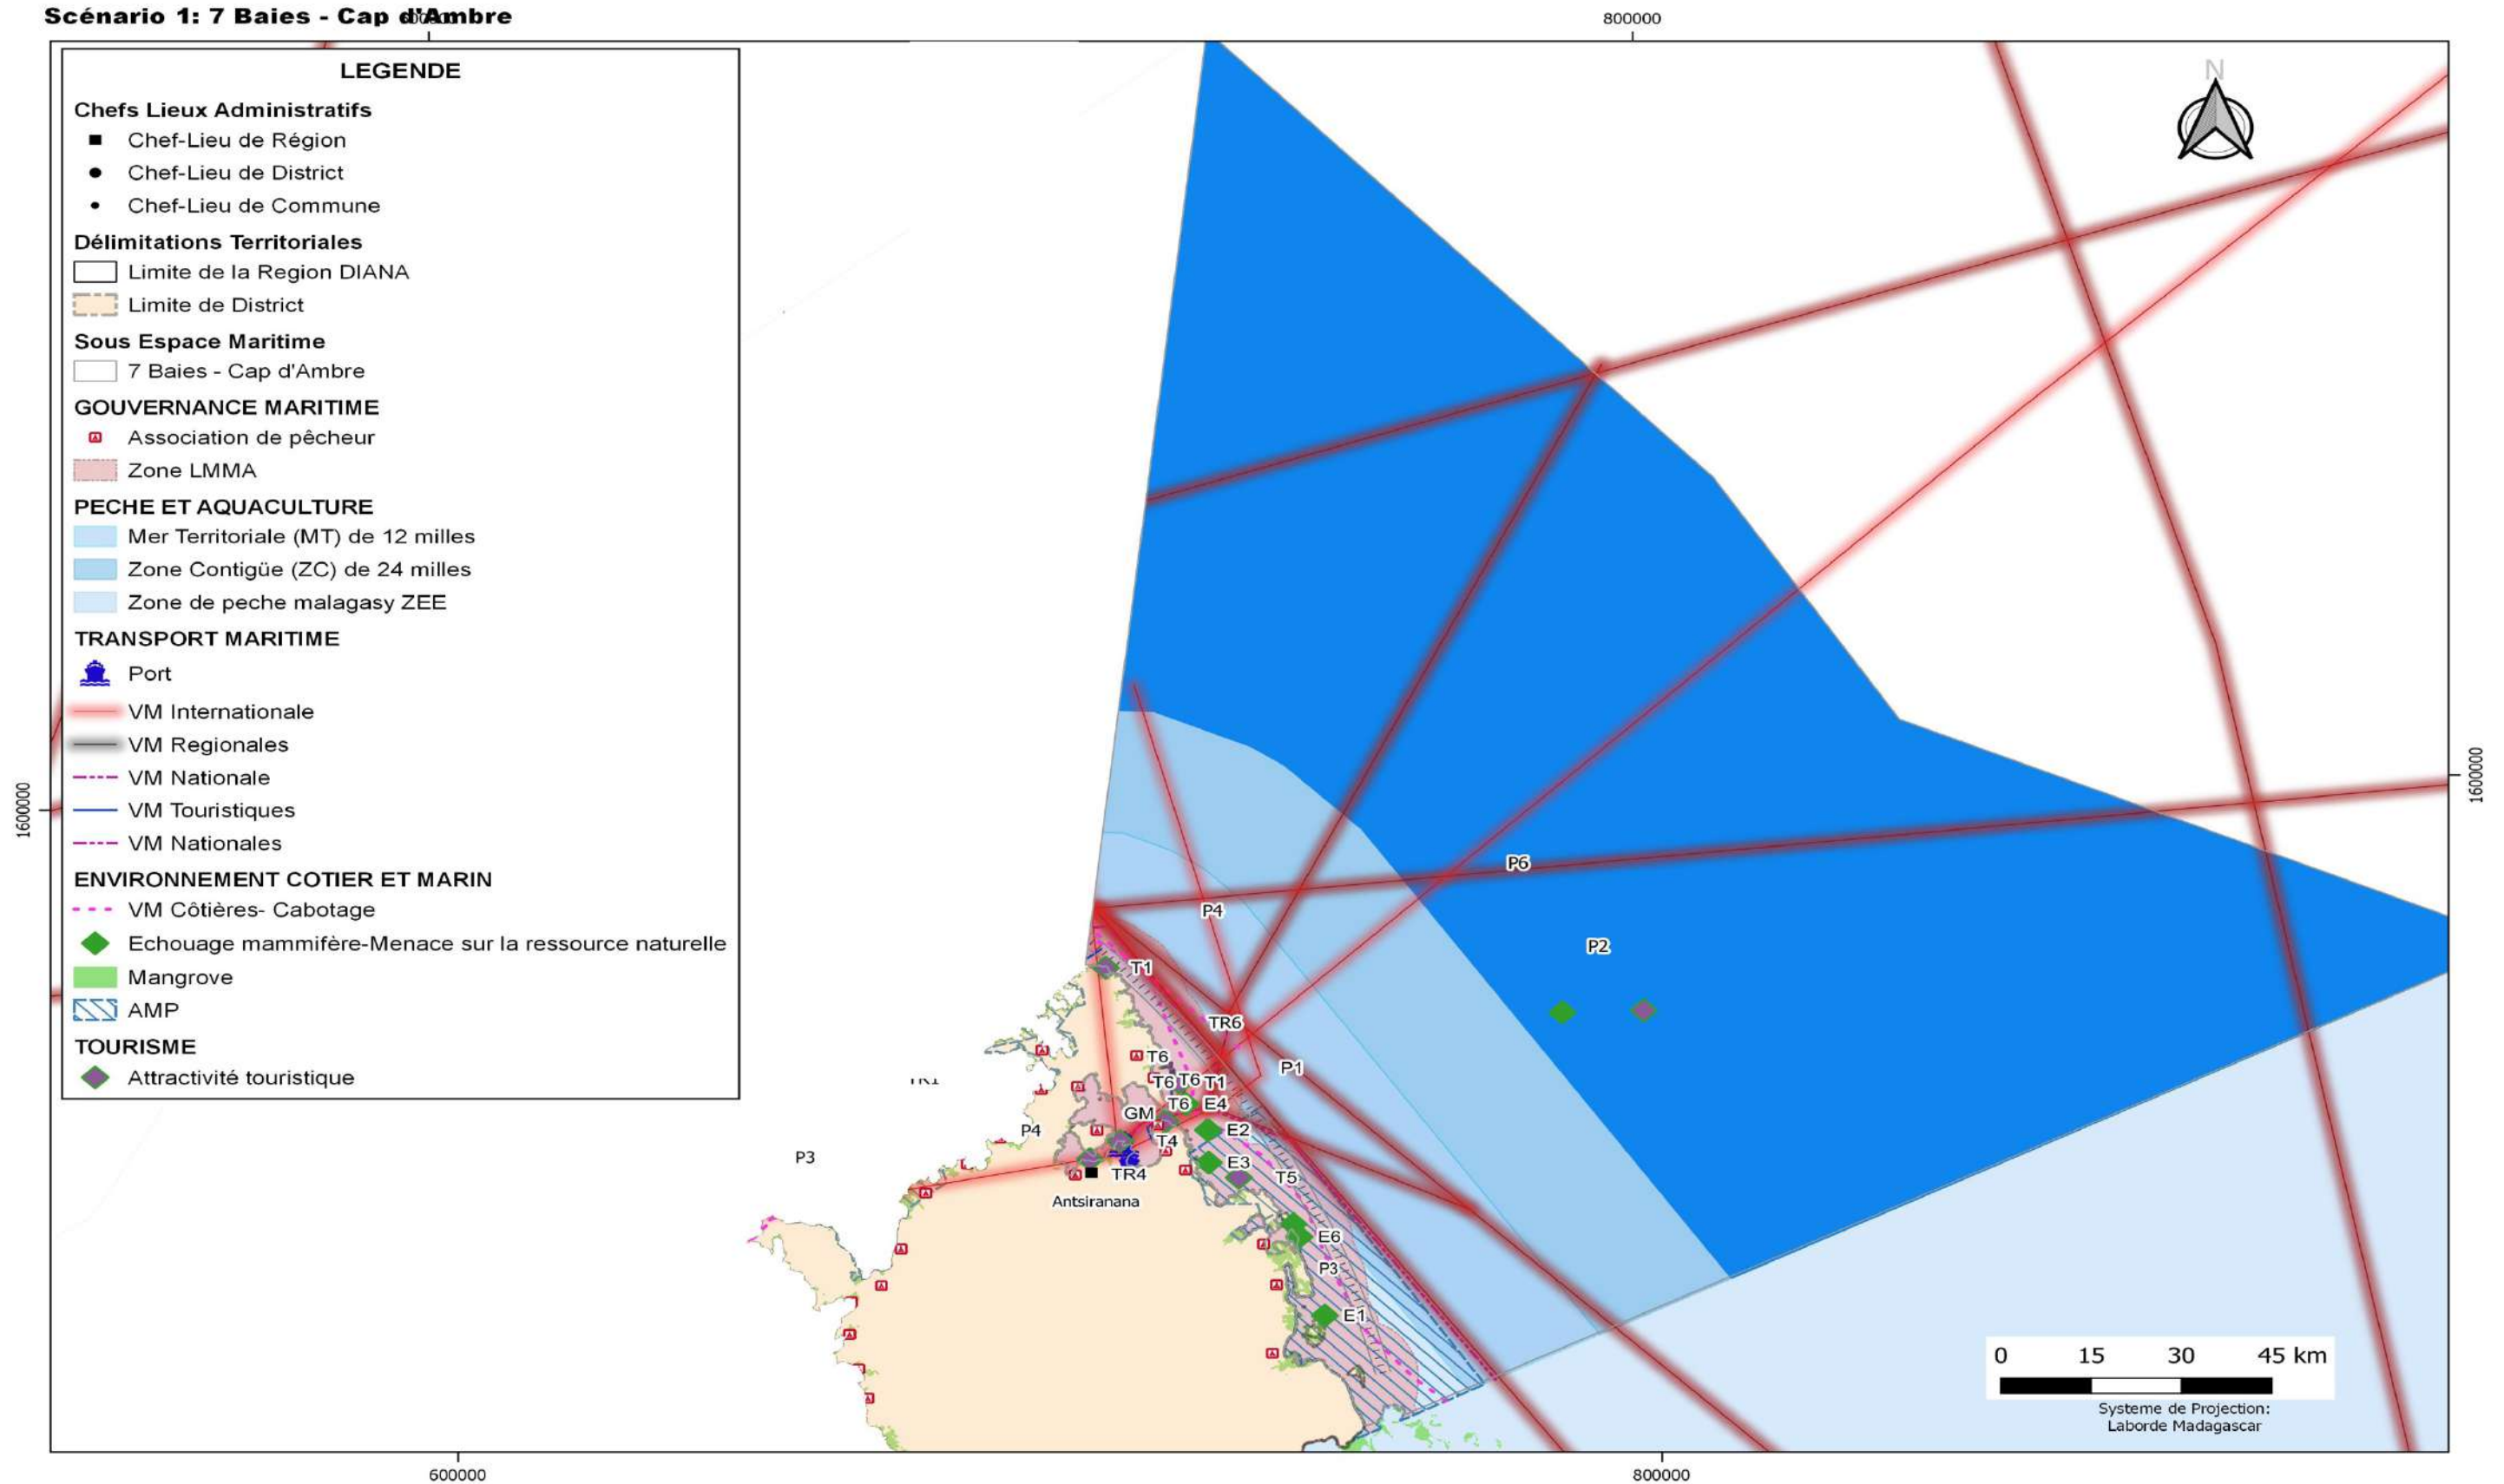 Scénario 1: 7 Baies - Cap d'Ambre
800000
LEGENDE
Chefs Lieux Administratifs
Chef-Lieu de Région
Chef-Lieu de District
Chef-Lieu de Commune
Délimitations Territoriales
Limite de la Region DIANA
Limite de District
Sous Espace Maritime
7 Baies - Cap d'Ambre
GOUVERNANCE MARITIME
Association de pêcheur
Zone LMMA
PECHE ET AQUACULTURE
Mer Territoriale (MT) de 12 milles
Zone Contigüe (ZC) de 24 milles
Zone de peche malagasy ZEE
TRANSPORT MARITIME
Port
VM Internationale
VM Regionales
VM Nationale
VM Touristiques
VM Nationales
ENVIRONNEMENT COTIER ET MARIN
VM Côtières- Cabotage
Echouage mammifère-Menace sur la ressource naturelle
Mangrove
AMP
TOURISME
Attractivité touristique
N
1600000
1600000
P6
P4
P2
T1
TR6
T6
P1
T6
T6
T1
T6
E4
GM
P4
E2
T4
P3
E3
TR4
T5
Antsiranana
E6
P3
E1
0 15 30 45 km
Systeme de Projection:
Laborde Madagascar
600000
800000